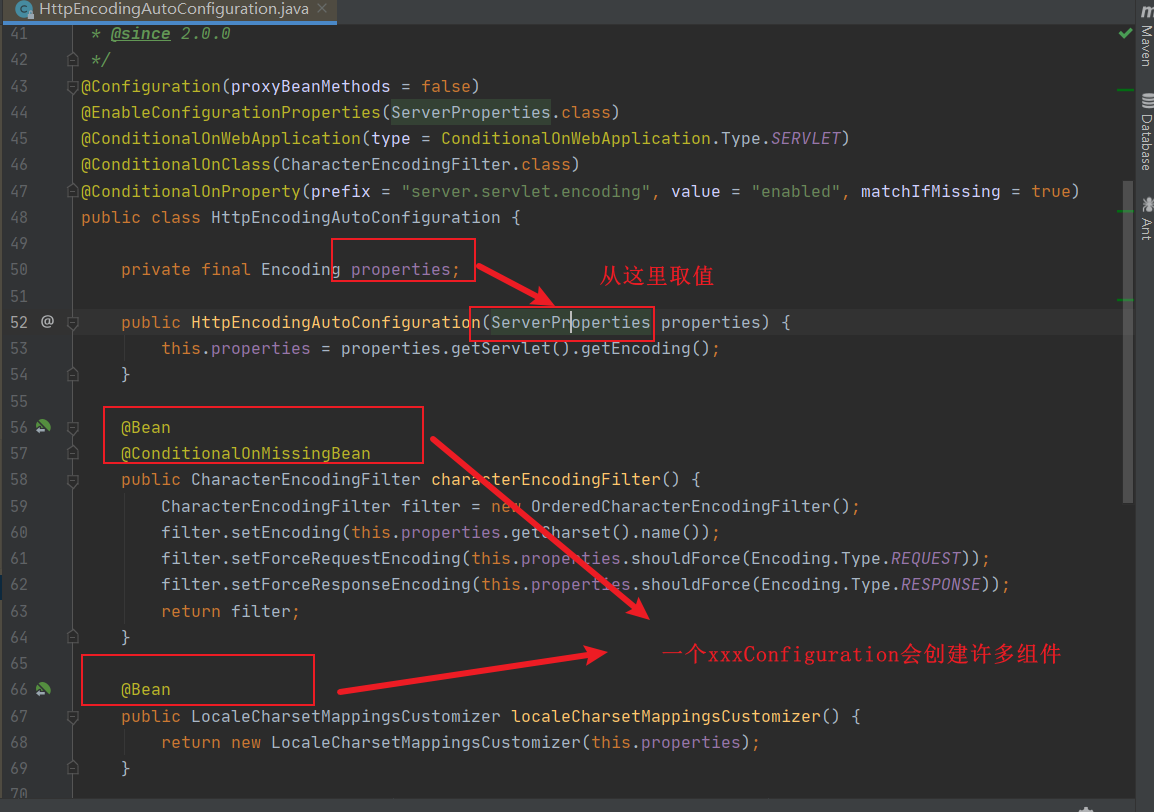 HttpEncodingAutoConfiguration.java
41 * @since 2.0.0
42 */
43 @Configuration(proxyBeanMethods = false)
44 @EnableConfigurationProperties(ServerProperties.class)
45 @ConditionalOnWebApplication(type = ConditionalOnWebApplication.Type.SERVLET)
46 @ConditionalOnClass(CharacterEncodingFilter.class)
47 @ConditionalOnProperty(prefix = "server.servlet.encoding", value = "enabled", matchIfMissing = true)
48 public class HttpEncodingAutoConfiguration {
49
50 private final Encoding properties;
从这里取值
51
52 @ public HttpEncodingAutoConfiguration(ServerProperties properties) {
53 this.properties = properties.getServlet().getEncoding();
54 }
55
56 @Bean
57 @ConditionalOnMissingBean
58 public CharacterEncodingFilter characterEncodingFilter() {
59 CharacterEncodingFilter filter = new OrderedCharacterEncodingFilter();
60 filter.setEncoding(this.properties.getCharset().name());
61 filter.setForceRequestEncoding(this.properties.shouldForce(Encoding.Type.REQUEST));
62 filter.setForceResponseEncoding(this.properties.shouldForce(Encoding.Type.RESPONSE));
63 return filter;
64 }
一个xxxConfiguration会创建许多组件
65
66 @Bean
67 public LocaleCharsetMappingsCustomizer localeCharsetMappingsCustomizer() {
68 return new LocaleCharsetMappingsCustomizer(this.properties);
69 }
70
Maven
Database
Ant